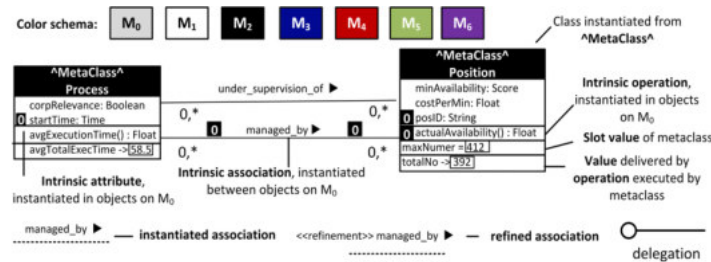 Color schema: M0 M1 M2 M3 M4 M5 M6
Class instantiated from
^MetaClass^
^MetaClass^
Process
corpRelevance: Boolean
0 startTime: Time
avgExecutionTime() : Float
avgTotalExecTime -> 58.5
under_supervision_of ▶
0,* 0,*
0 managed_by ▶ 0
0,* 0,*
^MetaClass^
Position
minAvailability: Score
costPerMin: Float
0 posID: String
0 actualAvailability() : Float
maxNumer = 412
totalNo -> 392
Intrinsic operation,
instantiated in objects
on M0
Slot value of metaclass
Value delivered by
operation executed by
metaclass
Intrinsic attribute,
instantiated in objects on M0
Intrinsic association, instantiated
between objects on M0
managed_by ▶ instantiated association
<<refinement>> managed_by ▶ refined association
delegation